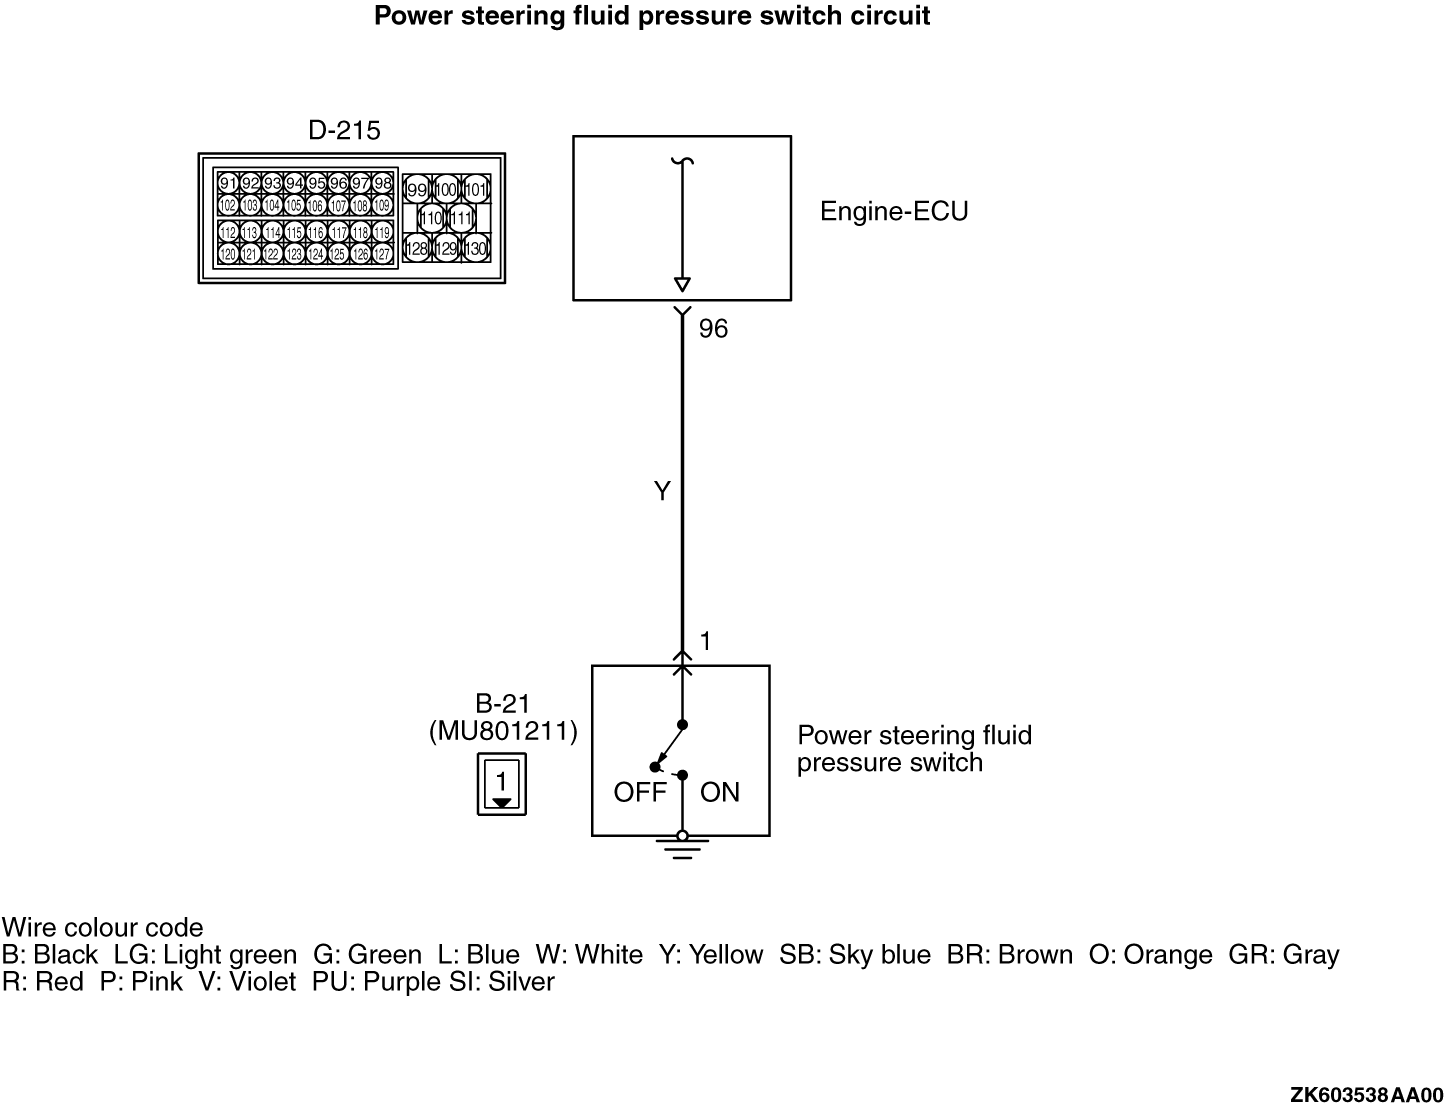 Power steering fluid pressure switch circuit
D-215
91 92 93 94 95 96 97 98
99 100 101
102 103 104 105 106 107 108 109
110 111
112 113 114 115 116 117 118 119
120 121 122 123 124 125 126 127
128 129 130
Engine-ECU
96
Y
1
B-21
(MU801211)
1
Power steering fluid
pressure switch
OFF ON
Wire colour code
B: Black LG: Light green G: Green L: Blue W: White Y: Yellow SB: Sky blue BR: Brown O: Orange GR: Gray
R: Red P: Pink V: Violet PU: Purple SI: Silver
ZK603538AA00